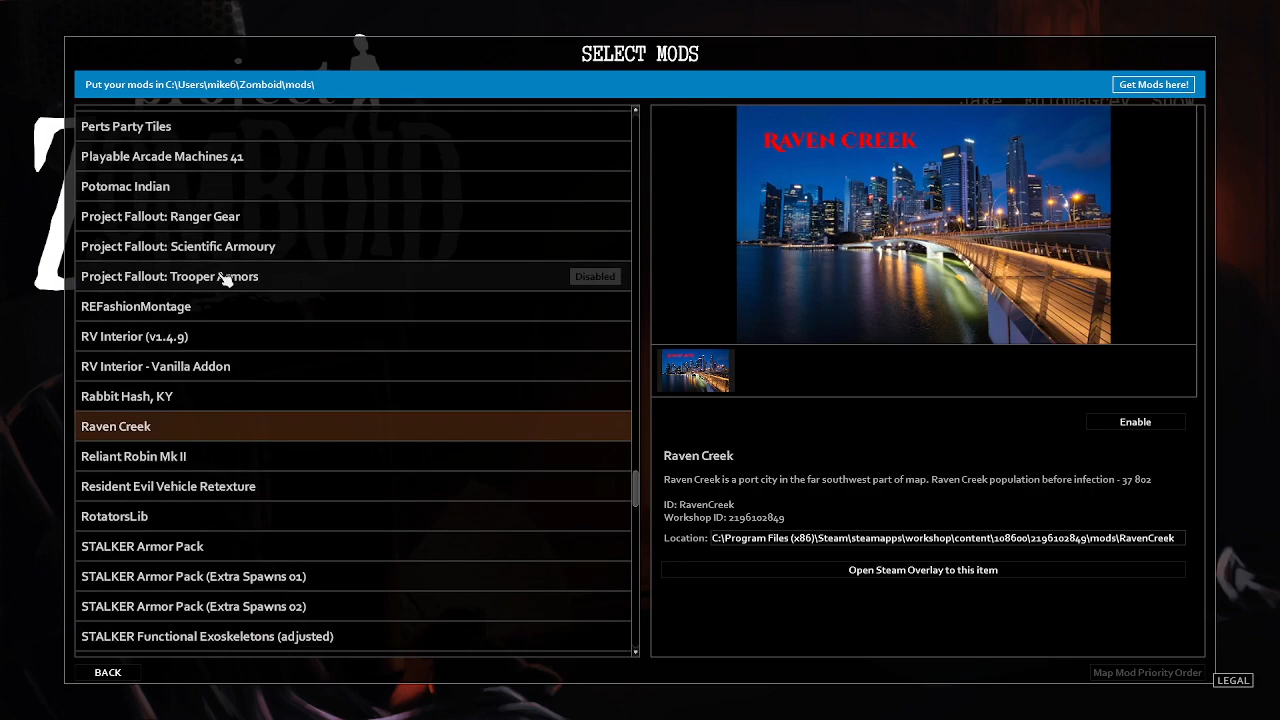 SELECT MODS
Put your mods in C:\Users\mike6\Zomboid\mods\
Get Mods here!
project
ZOMBOID
Perts Party Tiles
Playable Arcade Machines 41
Potomac Indian
Project Fallout: Ranger Gear
Project Fallout: Scientific Armoury
Project Fallout: Trooper Armors
Disabled
REFashionMontage
RV Interior (v1.4.9)
RV Interior - Vanilla Addon
Rabbit Hash, KY
Raven Creek
Reliant Robin Mk II
Resident Evil Vehicle Retexture
RotatorsLib
STALKER Armor Pack
STALKER Armor Pack (Extra Spawns 01)
STALKER Armor Pack (Extra Spawns 02)
STALKER Functional Exoskeletons (adjusted)
BACK
RAVEN CREEK
Enable
Raven Creek
Raven Creek is a port city in the far southwest part of map. Raven Creek population before infection - 37 802
ID: RavenCreek
Workshop ID: 2196102849
Location: C:\Program Files (x86)\Steam\steamapps\workshop\content\108600\2196102849\mods\RavenCreek
Open Steam Overlay to this item
Map Mod Priority Order
LEGAL